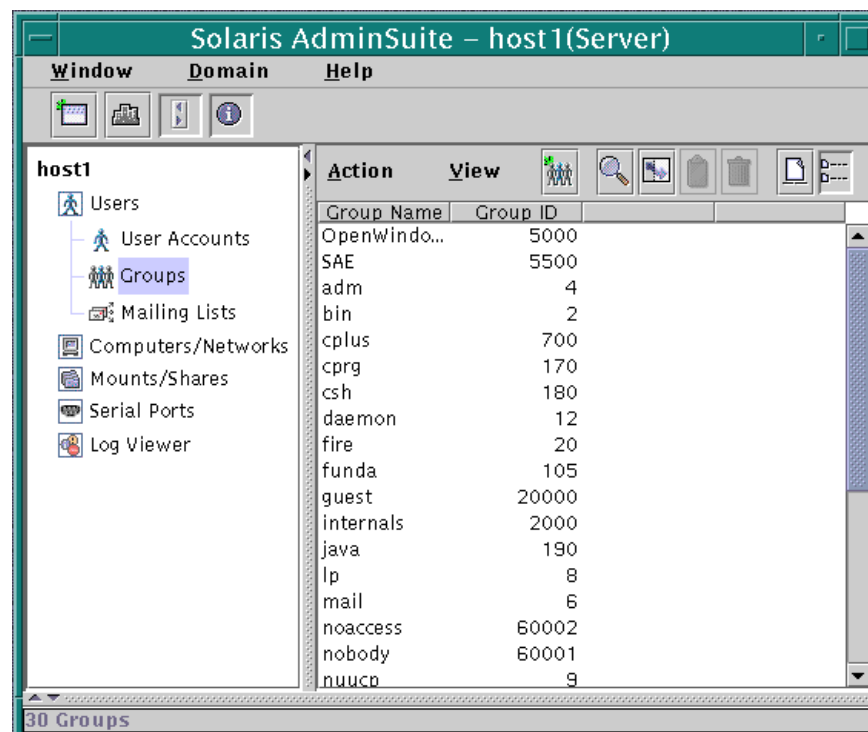 Solaris AdminSuite – host1(Server)
Window Domain Help
host1
Users
User Accounts
Groups
Mailing Lists
Computers/Networks
Mounts/Shares
Serial Ports
Log Viewer
Action View
Group Name Group ID
OpenWindo... 5000
SAE 5500
adm 4
bin 2
cplus 700
cprg 170
csh 180
daemon 12
fire 20
funda 105
guest 20000
internals 2000
java 190
lp 8
mail 6
noaccess 60002
nobody 60001
nuucp 9
30 Groups